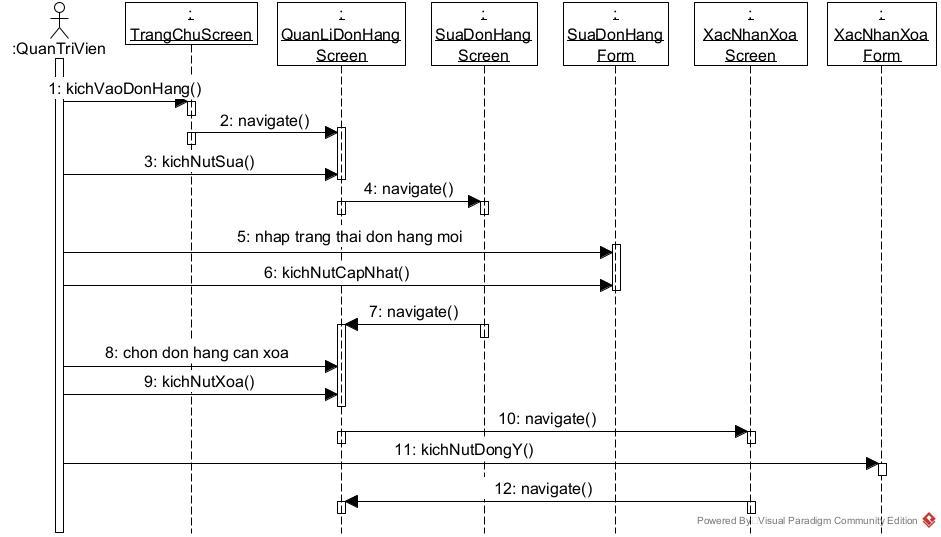 :QuanTriVien
:
TrangChuScreen
:
QuanLiDonHang
Screen
:
SuaDonHang
Screen
:
SuaDonHang
Form
:
XacNhanXoa
Screen
:
XacNhanXoa
Form
1: kichVaoDonHang()
2: navigate()
3: kichNutSua()
4: navigate()
5: nhap trang thai don hang moi
6: kichNutCapNhat()
7: navigate()
8: chon don hang can xoa
9: kichNutXoa()
10: navigate()
11: kichNutDongY()
12: navigate()
Powered By Visual Paradigm Community Edition